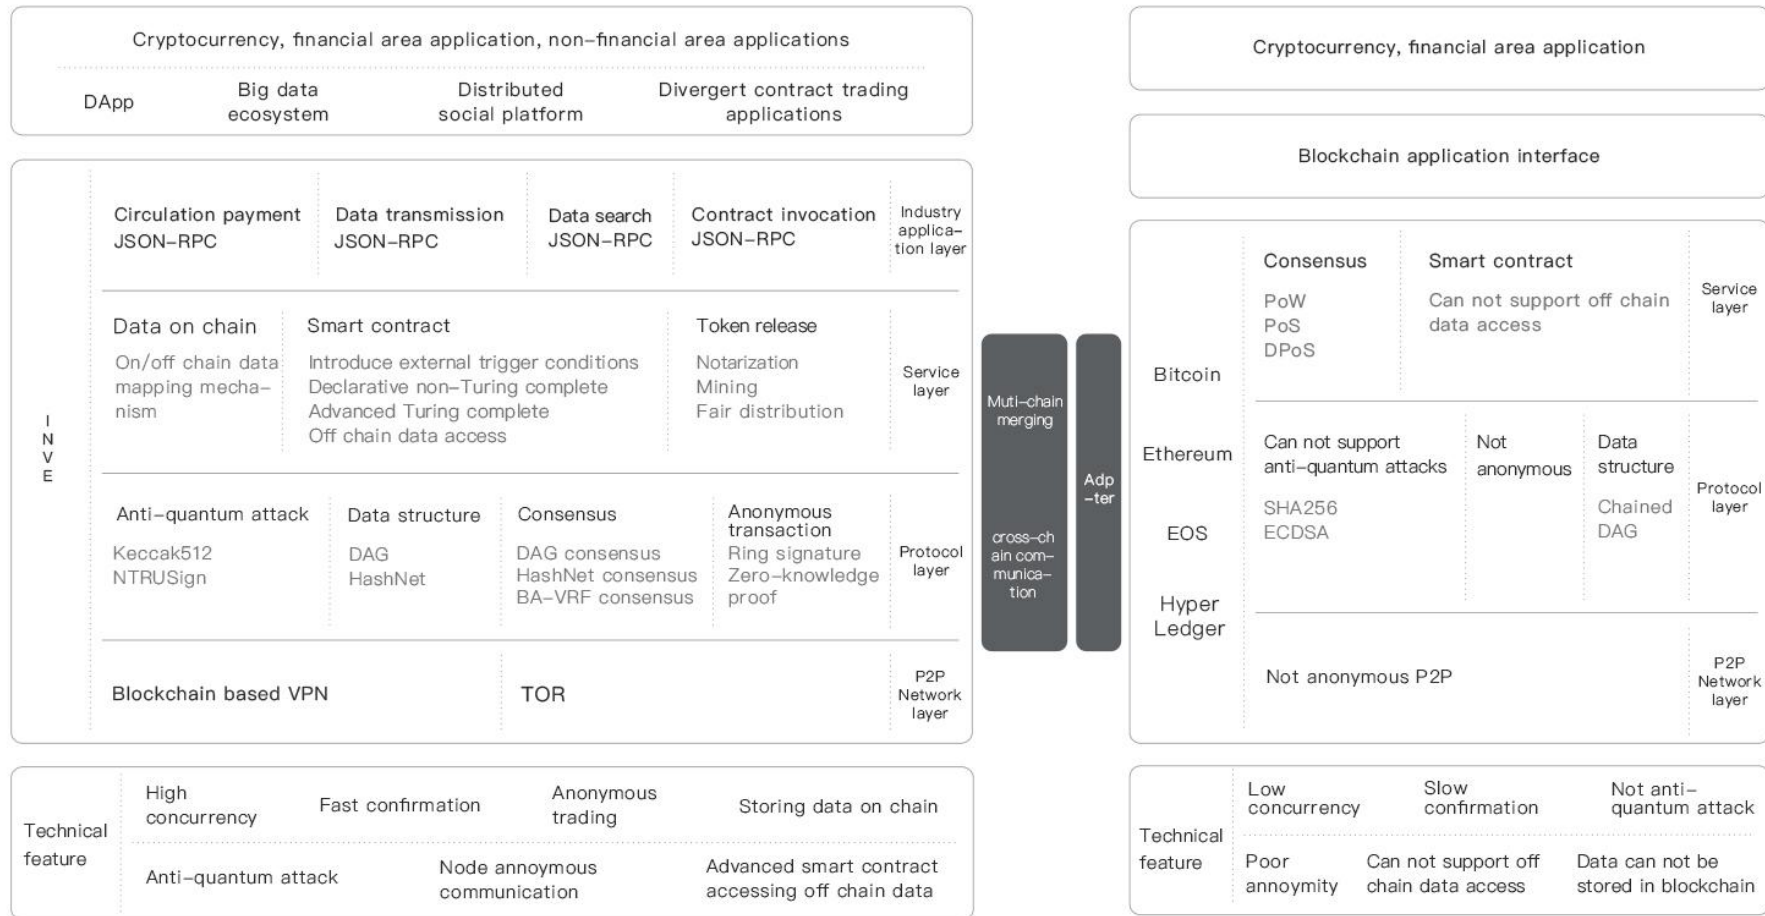 Cryptocurrency, financial area application, non-financial area applications
DApp
Big data
ecosystem
Distributed
social platform
Divergert contract trading
applications
INVE
Circulation payment
JSON-RPC
Data transmission
JSON-RPC
Data search
JSON-RPC
Contract invocation
JSON-RPC
Industry
applica-
tion layer
Data on chain
On/off chain data
mapping mecha-
nism
Smart contract
Introduce external trigger conditions
Declarative non-Turing complete
Advanced Turing complete
Off chain data access
Token release
Notarization
Mining
Fair distribution
Service
layer
Anti-quantum attack
Keccak512
NTRUSign
Data structure
DAG
HashNet
Consensus
DAG consensus
HashNet consensus
BA-VRF consensus
Anonymous
transaction
Ring signature
Zero-knowledge
proof
Protocol
layer
Blockchain based VPN
TOR
P2P
Network
layer
Technical
feature
High
concurrency
Fast confirmation
Anonymous
trading
Storing data on chain
Anti-quantum attack
Node annoymous
communication
Advanced smart contract
accessing off chain data
Muti-chain
merging
cross-ch
ain com-
munica-
tion
Adp
-ter
Cryptocurrency, financial area application
Blockchain application interface
Bitcoin
Ethereum
EOS
Hyper
Ledger
Consensus
PoW
PoS
DPoS
Smart contract
Can not support off chain
data access
Service
layer
Can not support
anti-quantum attacks
SHA256
ECDSA
Not
anonymous
Data
structure
Chained
DAG
Protocol
layer
Not anonymous P2P
P2P
Network
layer
Technical
feature
Low
concurrency
Slow
confirmation
Not anti-
quantum attack
Poor
annoymity
Can not support off
chain data access
Data can not be
stored in blockchain